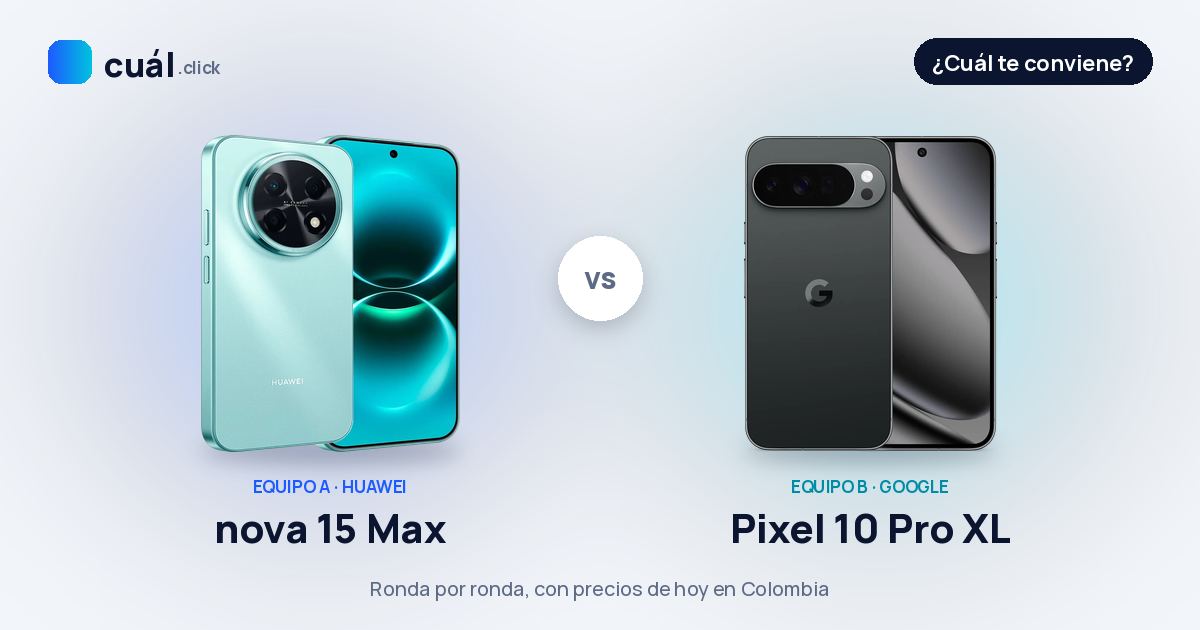 cuál.click
¿Cuál te conviene?
HUAWEI
G
VS
EQUIPO A · HUAWEI
EQUIPO B · GOOGLE
nova 15 Max
Pixel 10 Pro XL
Ronda por ronda, con precios de hoy en Colombia